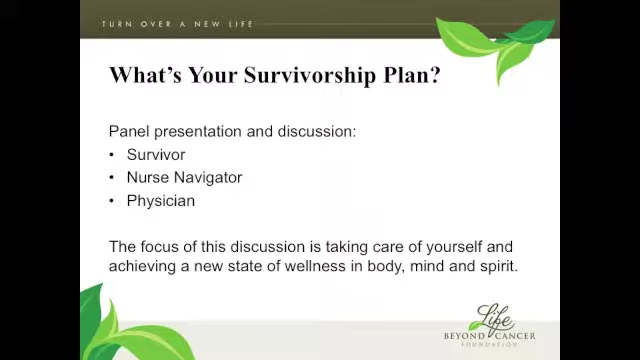 TURN OVER A NEW LIFE
What's Your Survivorship Plan?
Panel presentation and discussion:
• Survivor
• Nurse Navigator
• Physician
The focus of this discussion is taking care of yourself and
achieving a new state of wellness in body, mind and spirit.
Life
BEYOND CANCER
FOUNDATION